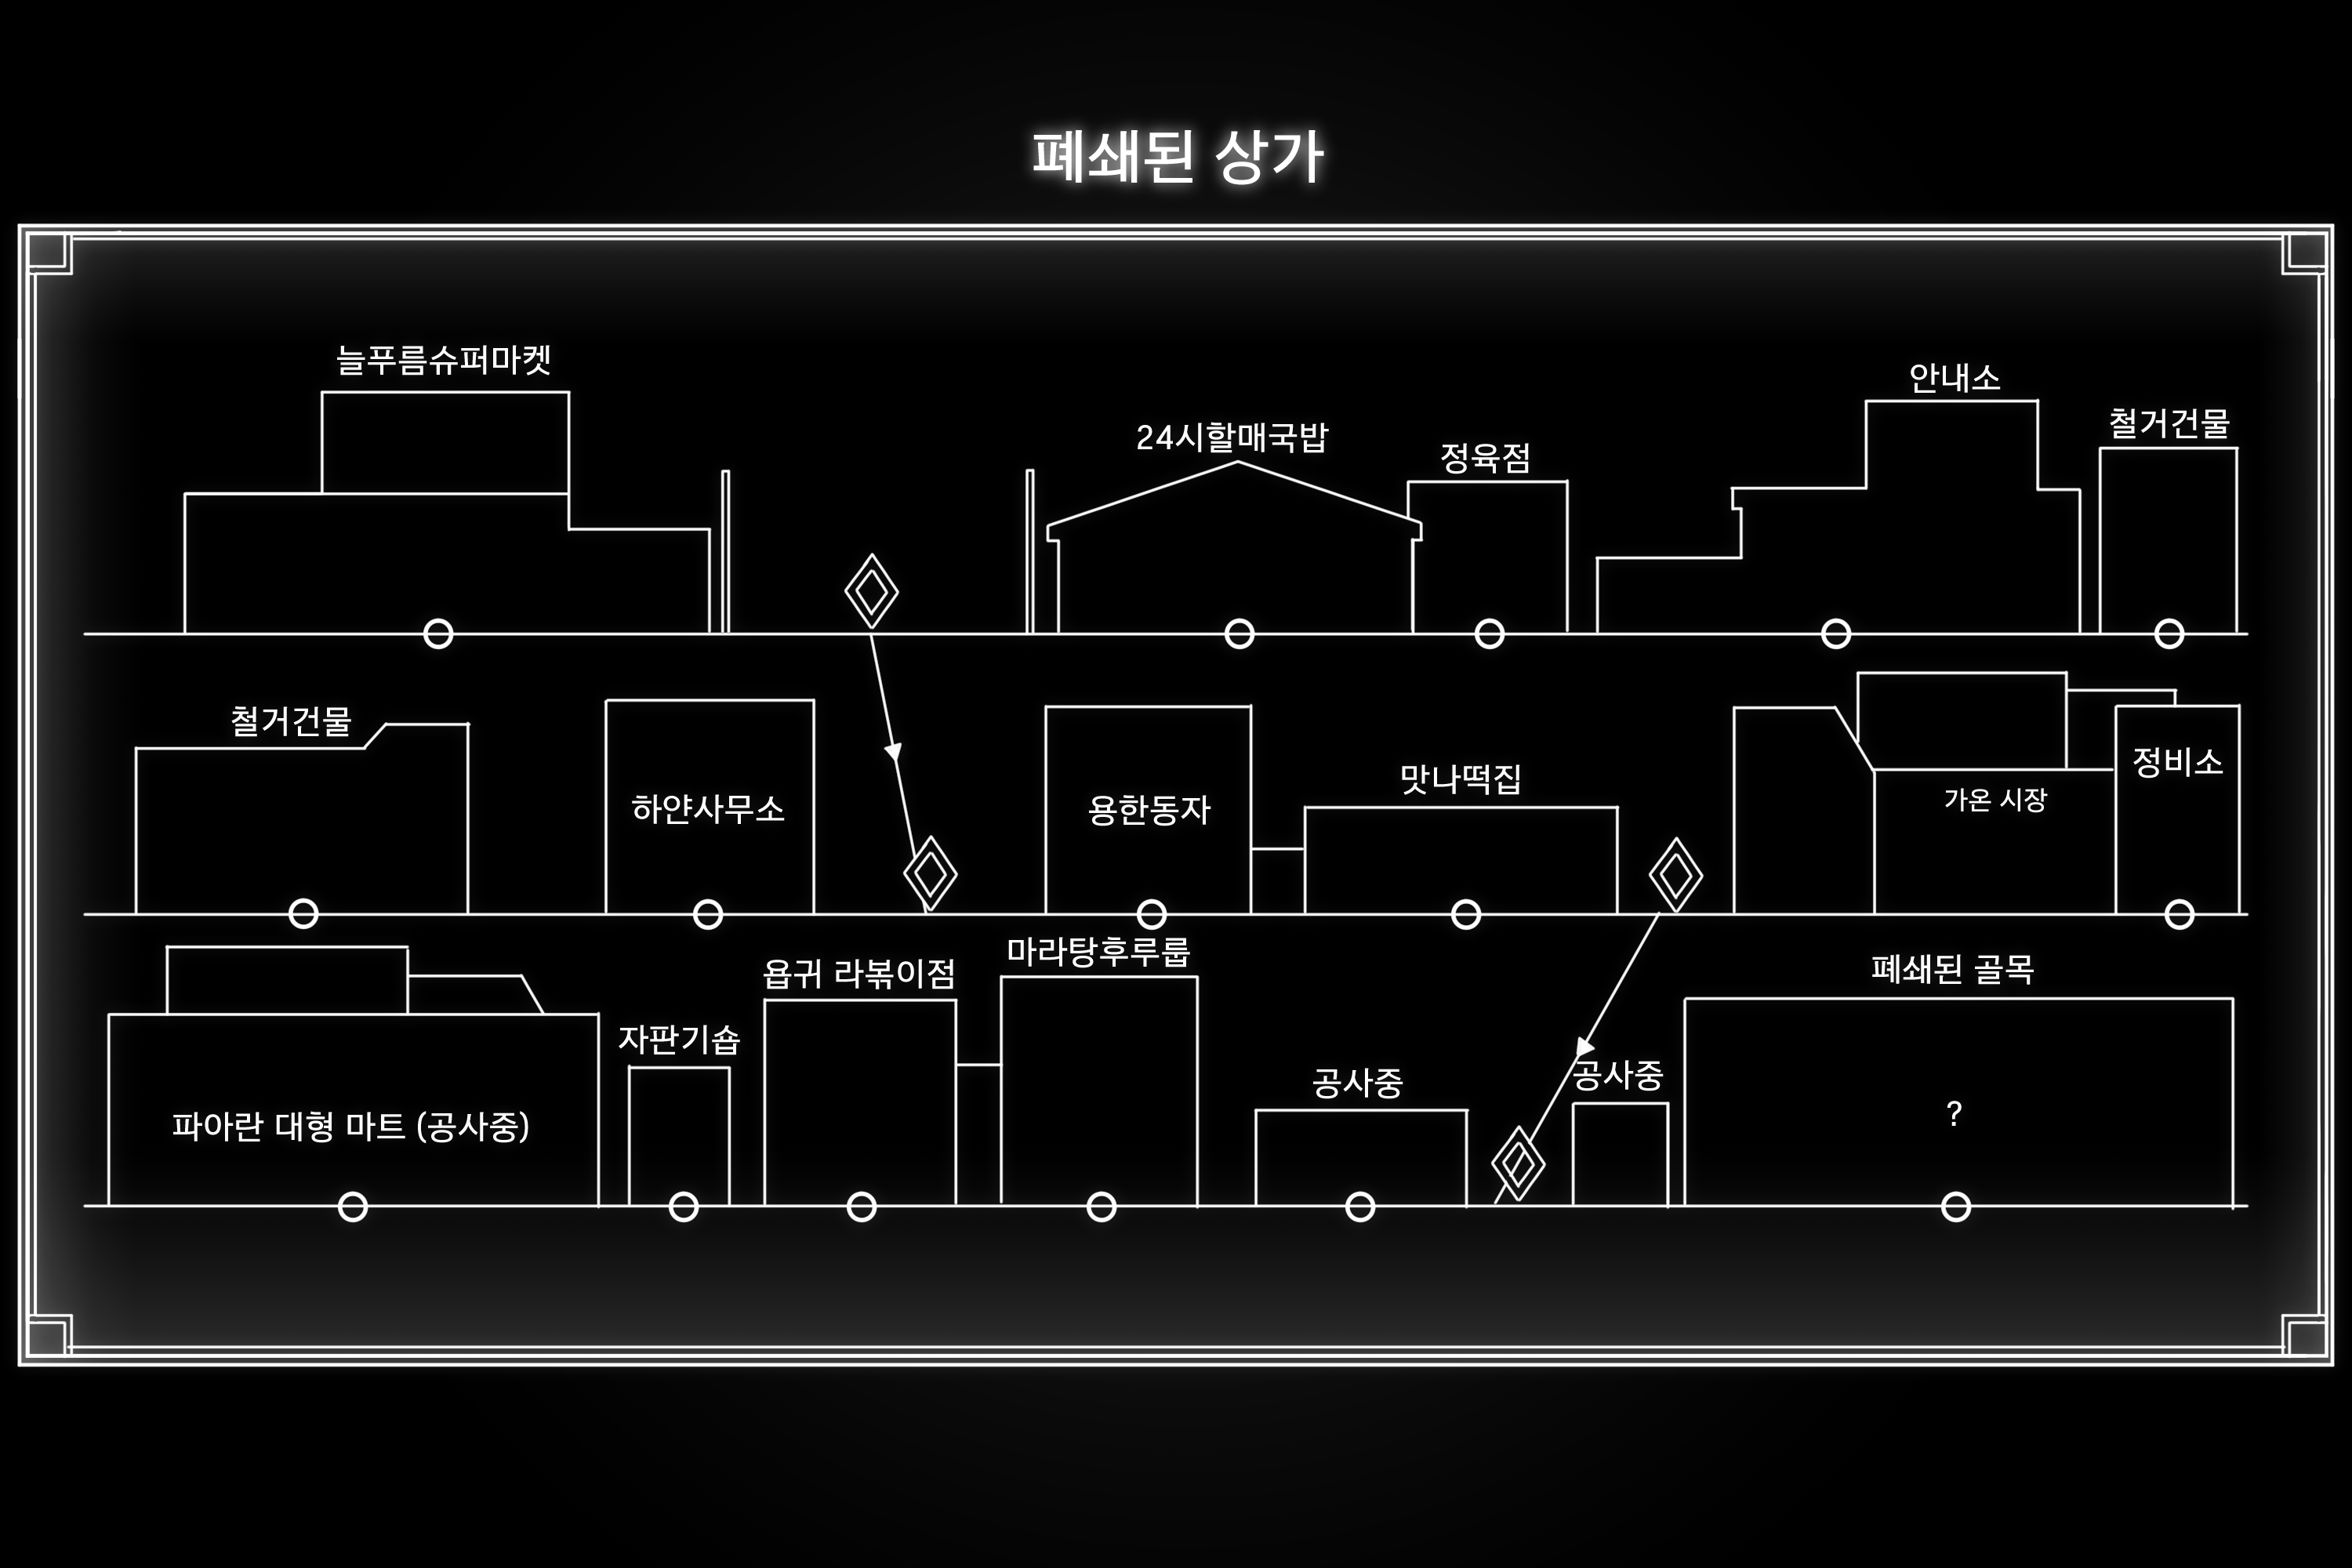 폐쇄된 상가
늘푸름슈퍼마켓
24시할매국밥
정육점
안내소
철거건물
철거건물
하얀사무소
용한동자
맛나떡집
가온 시장
정비소
파아란 대형 마트 (공사중)
자판기숍
욥귀 라볶이점
마라탕후루룹
공사중
공사중
폐쇄된 골목
?